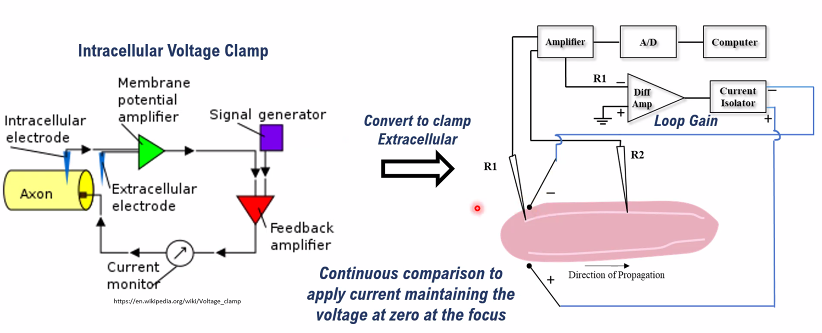 Intracellular Voltage Clamp
Membrane
potential
amplifier
Signal generator
Intracellular
electrode
Axon
Extracellular
electrode
Feedback
amplifier
Current
monitor
https://en.wikipedia.org/wiki/Voltage_clamp
Convert to clamp
Extracellular
Continuous comparison to
apply current maintaining the
voltage at zero at the focus
Amplifier
A/D
Computer
R1
−
Diff
Amp
+
Current
Isolator
−
+
Loop Gain
R1
R2
−
+
Direction of Propagation